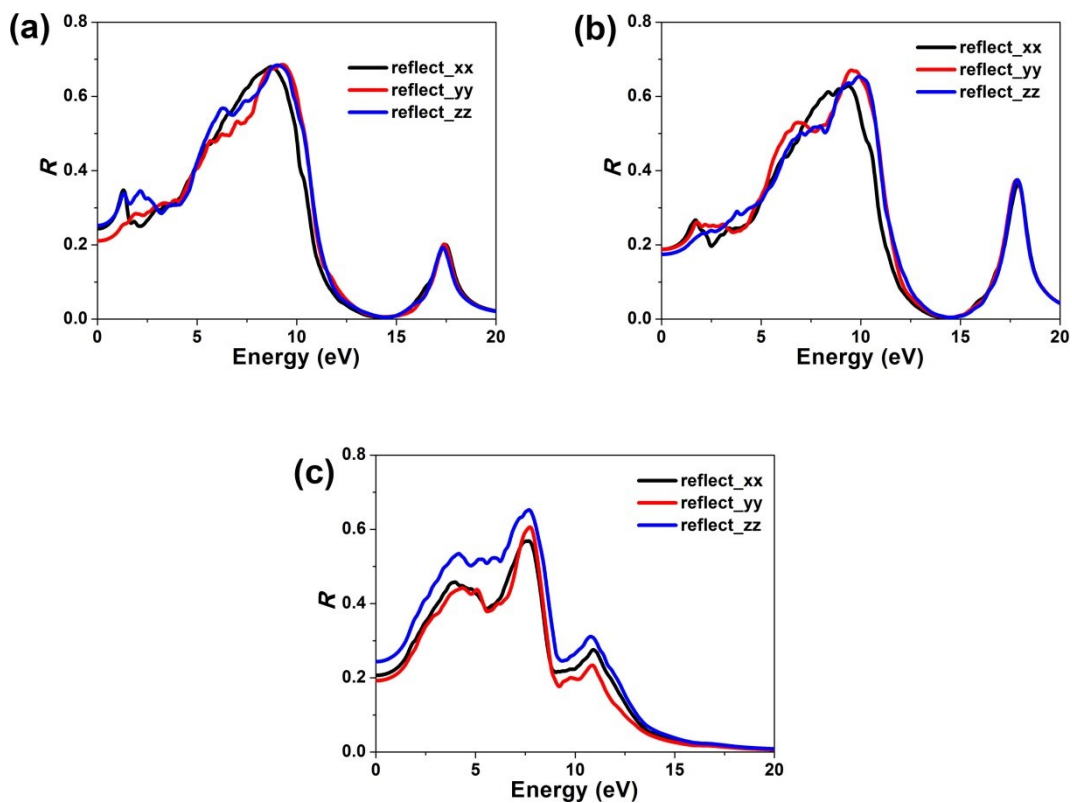 (a)
0.8
0.6
0.4
0.2
0.0
R
reflect_xx
reflect_yy
reflect_zz
0 5 10 15 20
Energy (eV)
(b)
0.8
0.6
0.4
0.2
0.0
R
reflect_xx
reflect_yy
reflect_zz
0 5 10 15 20
Energy (eV)
(c)
0.8
0.6
0.4
0.2
0.0
R
reflect_xx
reflect_yy
reflect_zz
0 5 10 15 20
Energy (eV)